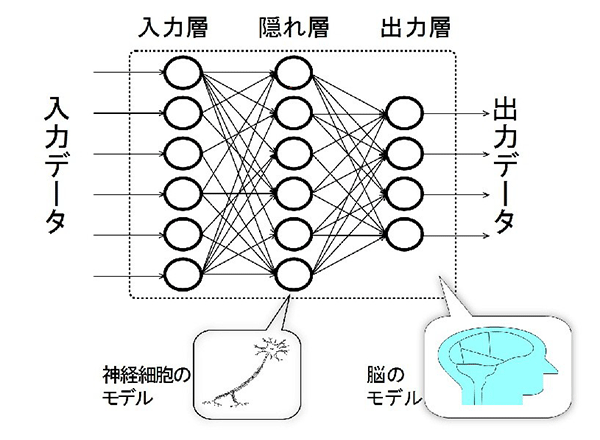 入力層
隠れ層
出力層
入力データ
出力データ
神経細胞の
モデル
脳の
モデル